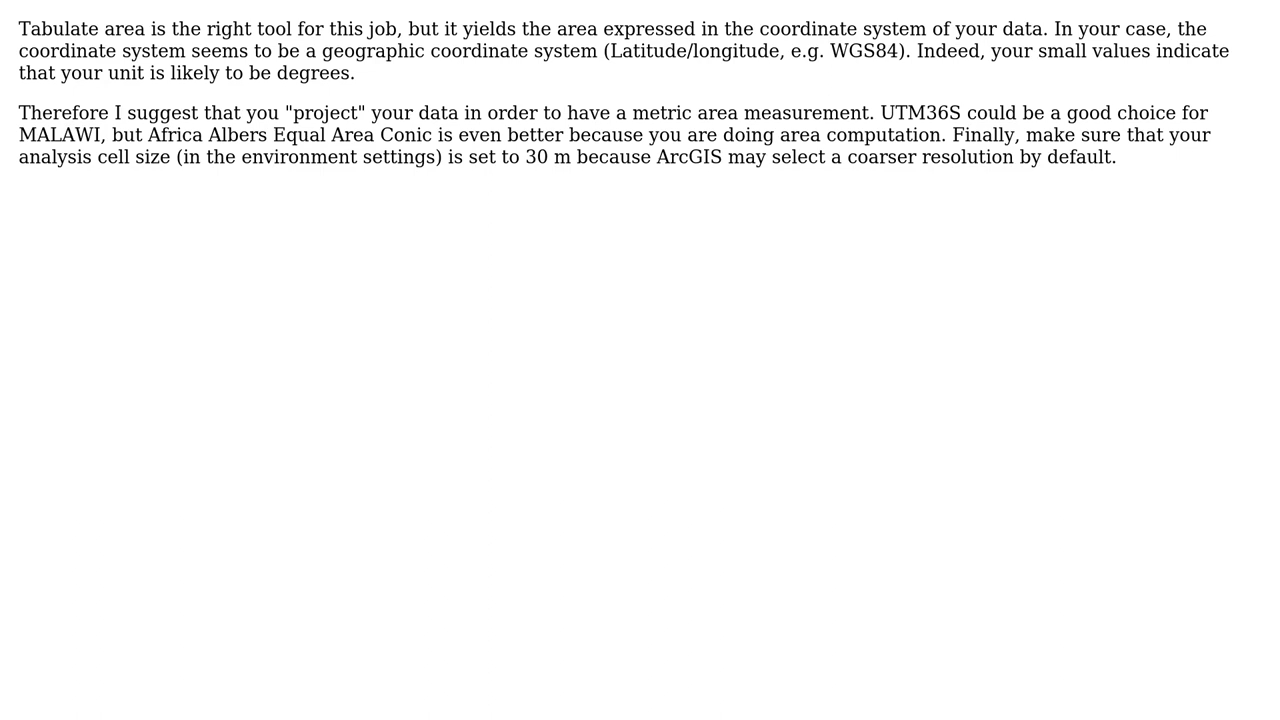 Tabulate area is the right tool for this job, but it yields the area expressed in the coordinate system of your data. In your case, the
coordinate system seems to be a geographic coordinate system (Latitude/longitude, e.g. WGS84). Indeed, your small values indicate
that your unit is likely to be degrees.
Therefore I suggest that you "project" your data in order to have a metric area measurement. UTM36S could be a good choice for
MALAWI, but Africa Albers Equal Area Conic is even better because you are doing area computation. Finally, make sure that your
analysis cell size (in the environment settings) is set to 30 m because ArcGIS may select a coarser resolution by default.